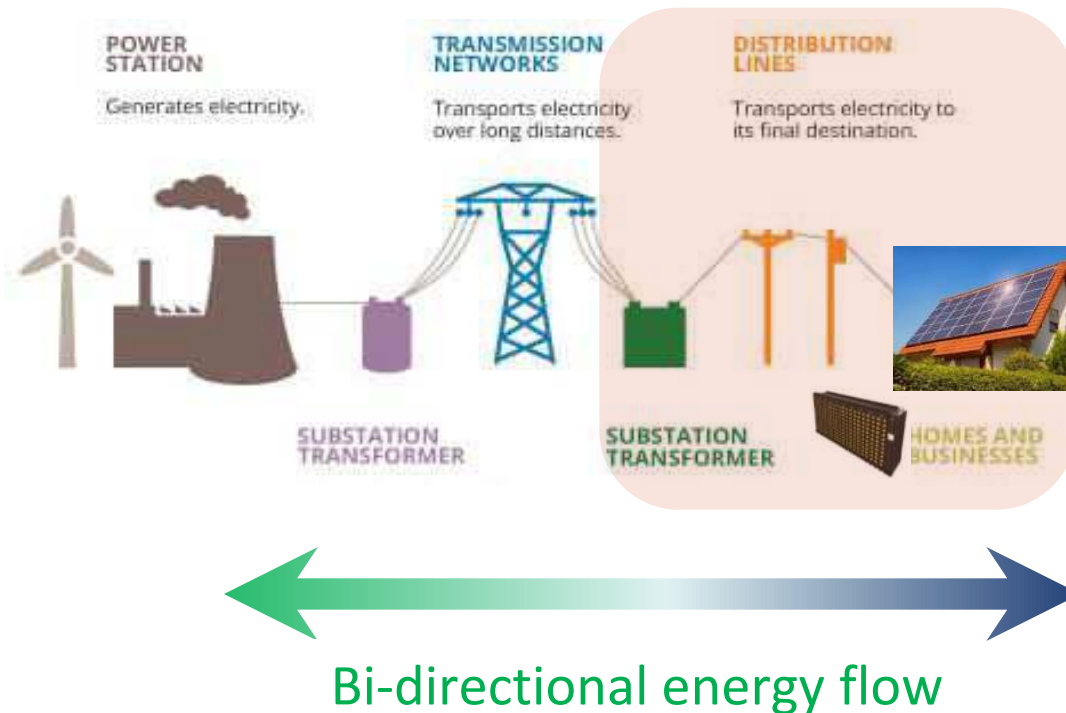 POWER
STATION
Generates electricity.
TRANSMISSION
NETWORKS
Transports electricity
over long distances.
DISTRIBUTION
LINES
Transports electricity to
its final destination.
SUBSTATION
TRANSFORMER
SUBSTATION
TRANSFORMER
HOMES AND
BUSINESSES
Bi-directional energy flow